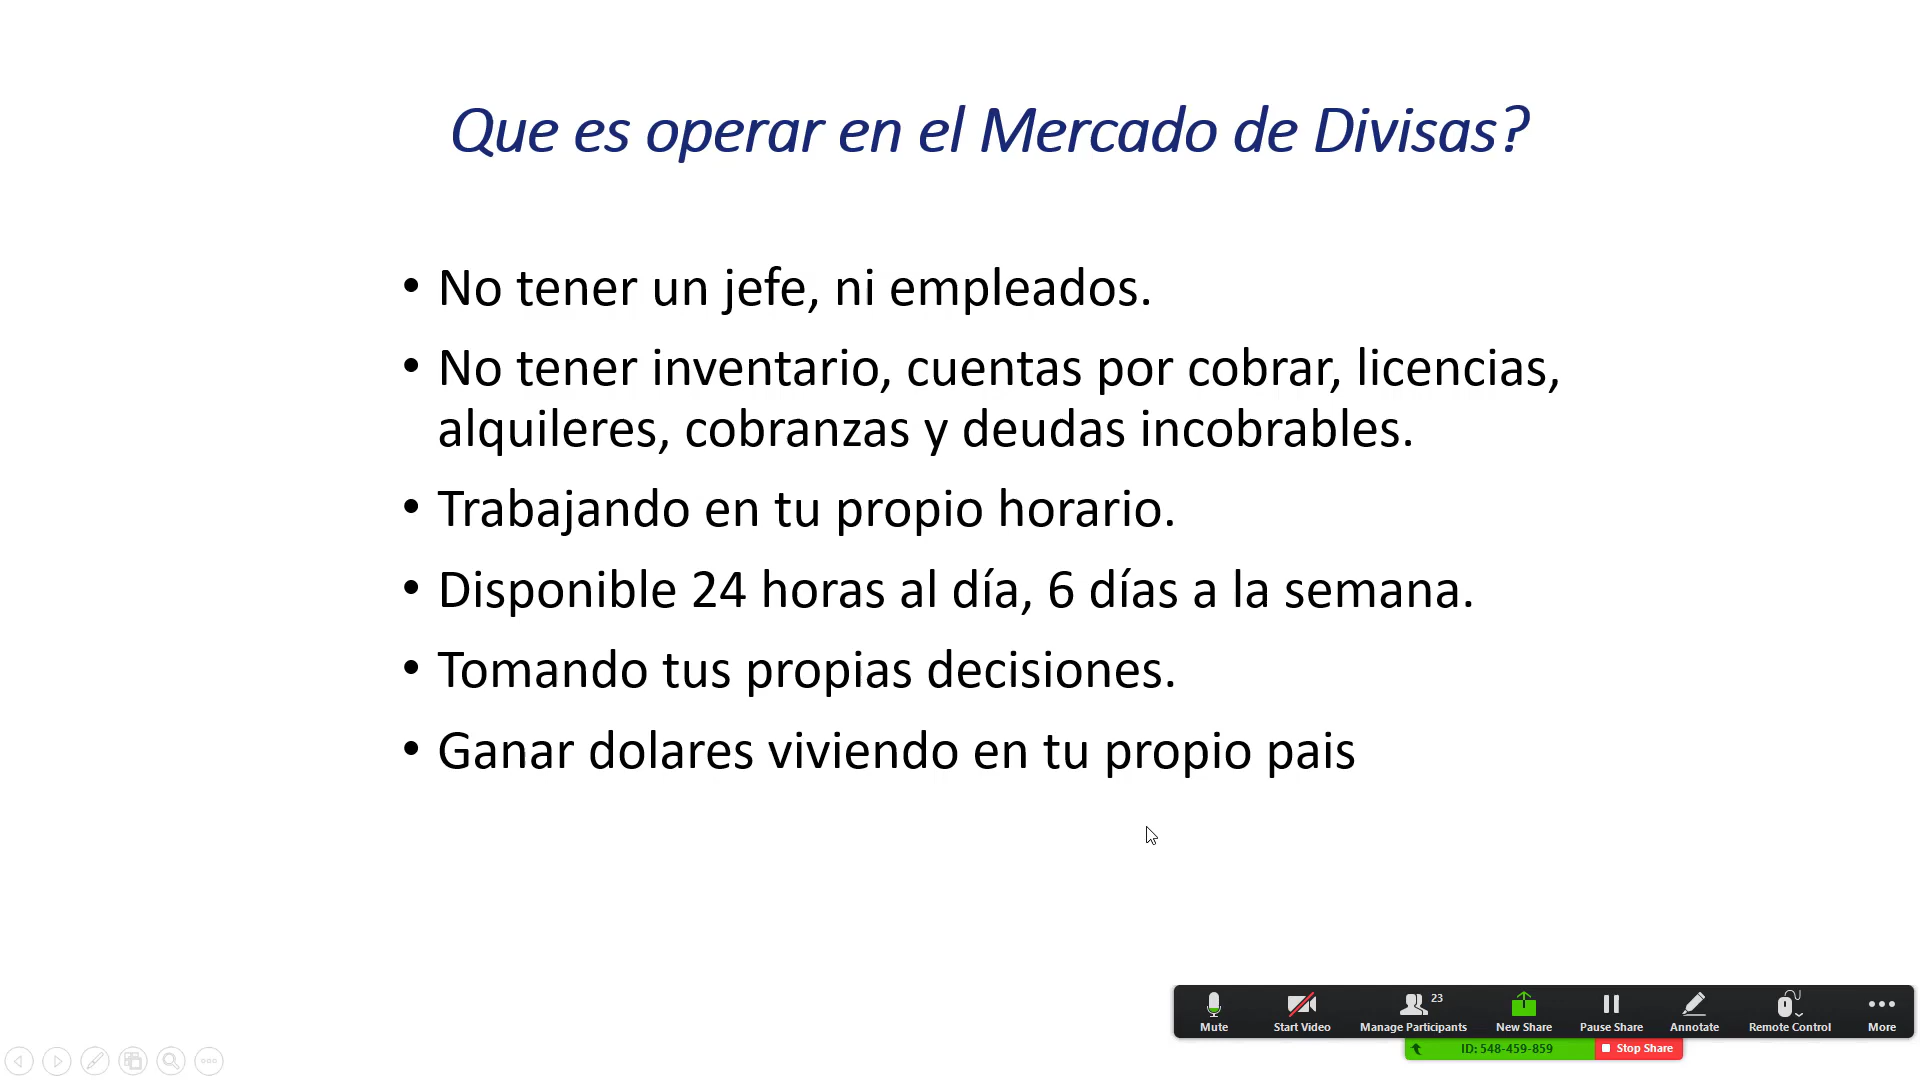 Que es operar en el Mercado de Divisas?
• No tener un jefe, ni empleados.
• No tener inventario, cuentas por cobrar, licencias,
alquileres, cobranzas y deudas incobrables.
• Trabajando en tu propio horario.
• Disponible 24 horas al día, 6 días a la semana.
• Tomando tus propias decisiones.
• Ganar dolares viviendo en tu propio pais
23
Mute Start Video Manage Participants New Share Pause Share Annotate Remote Control More
ID: 548-459-859 Stop Share